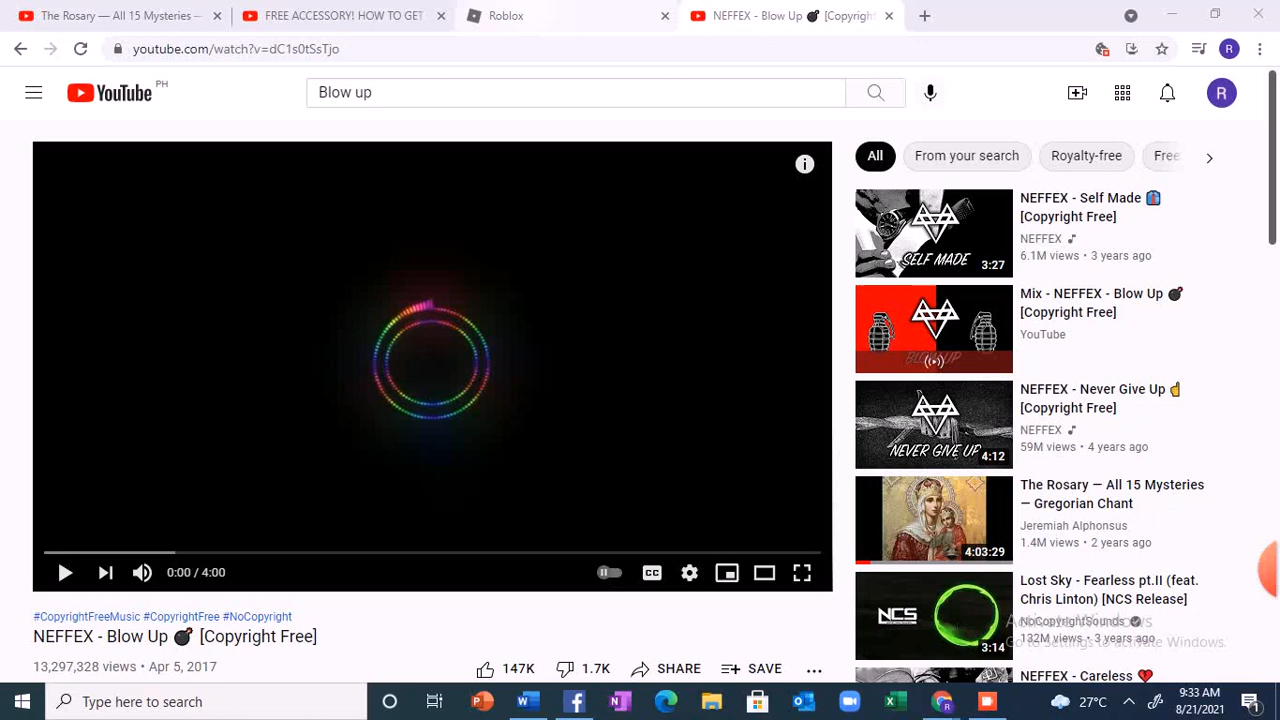 The Rosary — All 15 Mysteries —
FREE ACCESSORY! HOW TO GET
Roblox
NEFFEX - Blow Up 💣 [Copyright
youtube.com/watch?v=dC1s0tSsTjo
R
YouTube PH
Blow up
R
All
From your search
Royalty-free
Free
NEFFEX - Self Made 👔
[Copyright Free]
NEFFEX
6.1M views • 3 years ago
SELF MADE
3:27
Mix - NEFFEX - Blow Up 💣
[Copyright Free]
YouTube
BLOW UP
NEFFEX - Never Give Up ☝
[Copyright Free]
NEFFEX
59M views • 4 years ago
NEVER GIVE UP
4:12
The Rosary — All 15 Mysteries
— Gregorian Chant
Jeremiah Alphonsus
1.4M views • 2 years ago
4:03:29
Lost Sky - Fearless pt.II (feat.
Chris Linton) [NCS Release]
NoCopyrightSounds
132M views • 3 years ago
NCS
3:14
Activate Windows
Go to Settings to activate Windows.
NEFFEX - Careless 💔
0:00 / 4:00
CC
#CopyrightFreeMusic #CopyrightFree #NoCopyright
NEFFEX - Blow Up 💣 [Copyright Free]
13,297,328 views • Apr 5, 2017
147K
1.7K
SHARE
SAVE
Type here to search
27°C
9:33 AM
8/21/2021
1